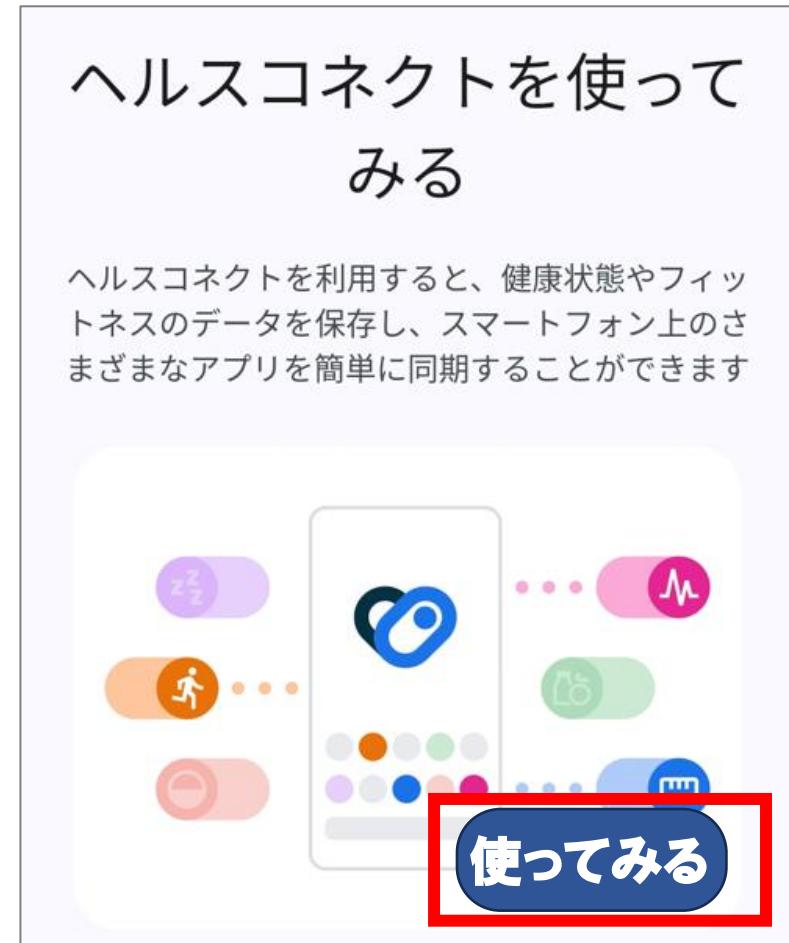 ヘルスコネクトを使って
みる
ヘルスコネクトを利用すると、健康状態やフィッ
トネスのデータを保存し、スマートフォン上のさ
まざまなアプリを簡単に同期することができます
zzz
使ってみる